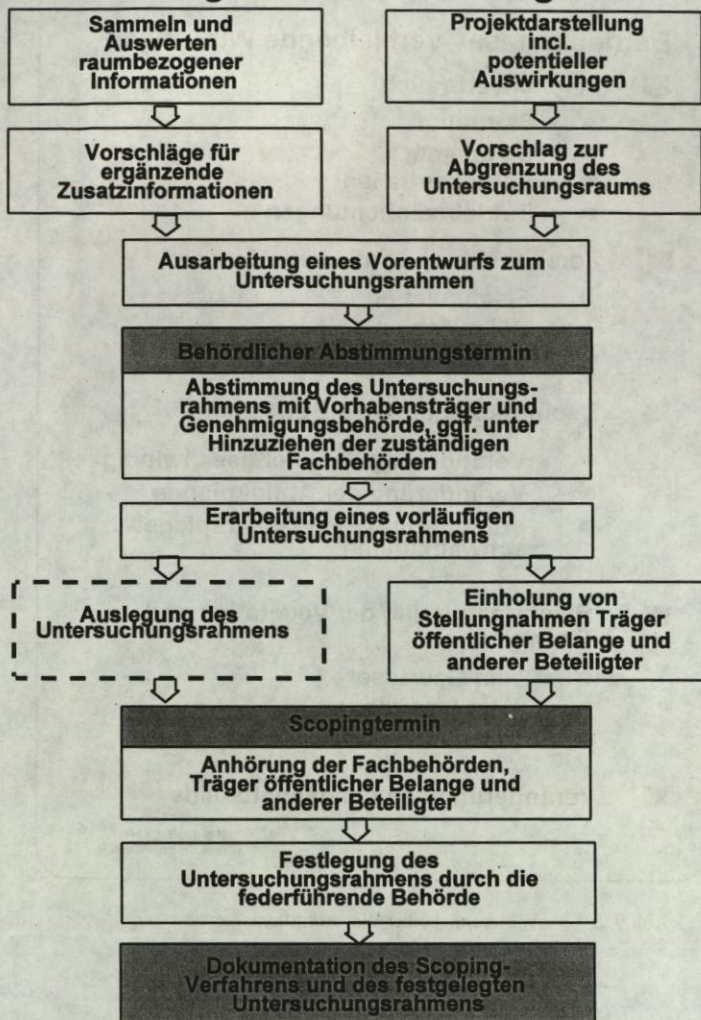 Sammeln und
Auswerten
raumbezogener
Informationen
Projektdarstellung
incl.
potentieller
Auswirkungen
Vorschläge für
ergänzende
Zusatzinformationen
Vorschlag zur
Abgrenzung des
Untersuchungsraums
Ausarbeitung eines Vorentwurfs zum
Untersuchungsrahmen
Behördlicher Abstimmungstermin
Abstimmung des Untersuchungs-
rahmens mit Vorhabensträger und
Genehmigungsbehörde, ggf. unter
Hinzuziehen der zuständigen
Fachbehörden
Erarbeitung eines vorläufigen
Untersuchungsrahmens
Auslegung des
Untersuchungsrahmens
Einholung von
Stellungnahmen Träger
öffentlicher Belange und
anderer Beteiligter
Scopingtermin
Anhörung der Fachbehörden,
Träger öffentlicher Belange und
anderer Beteiligter
Festlegung des
Untersuchungsrahmens durch die
federführende Behörde
Dokumentation des Scoping-
Verfahrens und des festgelegten
Untersuchungsrahmens